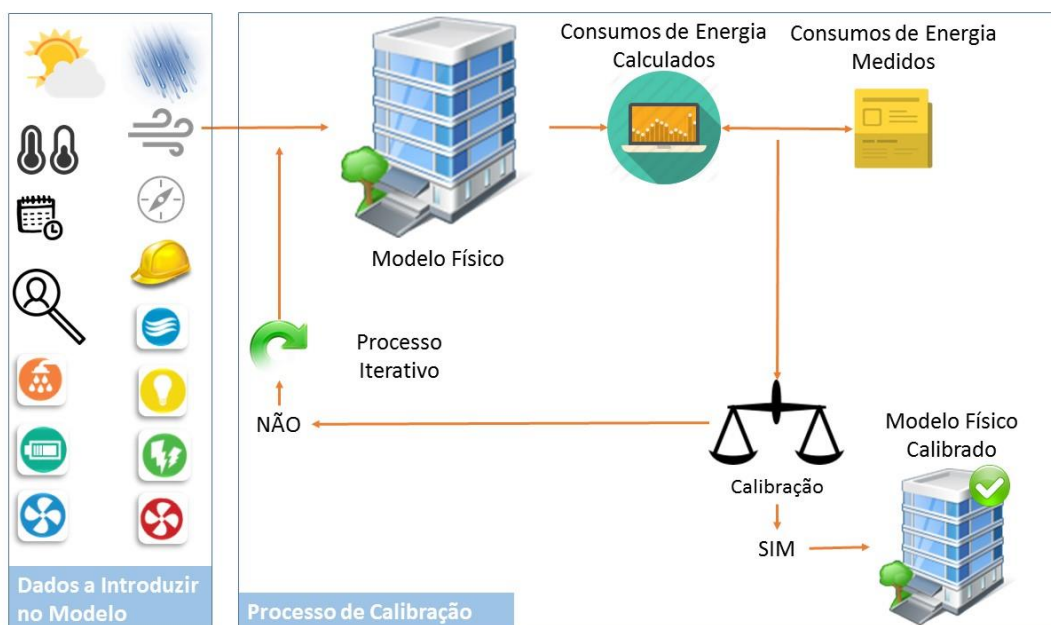 Consumos de Energia
Calculados
Consumos de Energia
Medidos
Modelo Físico
Processo
Iterativo
NÃO
Calibração
SIM
Modelo Físico
Calibrado
Dados a Introduzir
no Modelo
Processo de Calibração